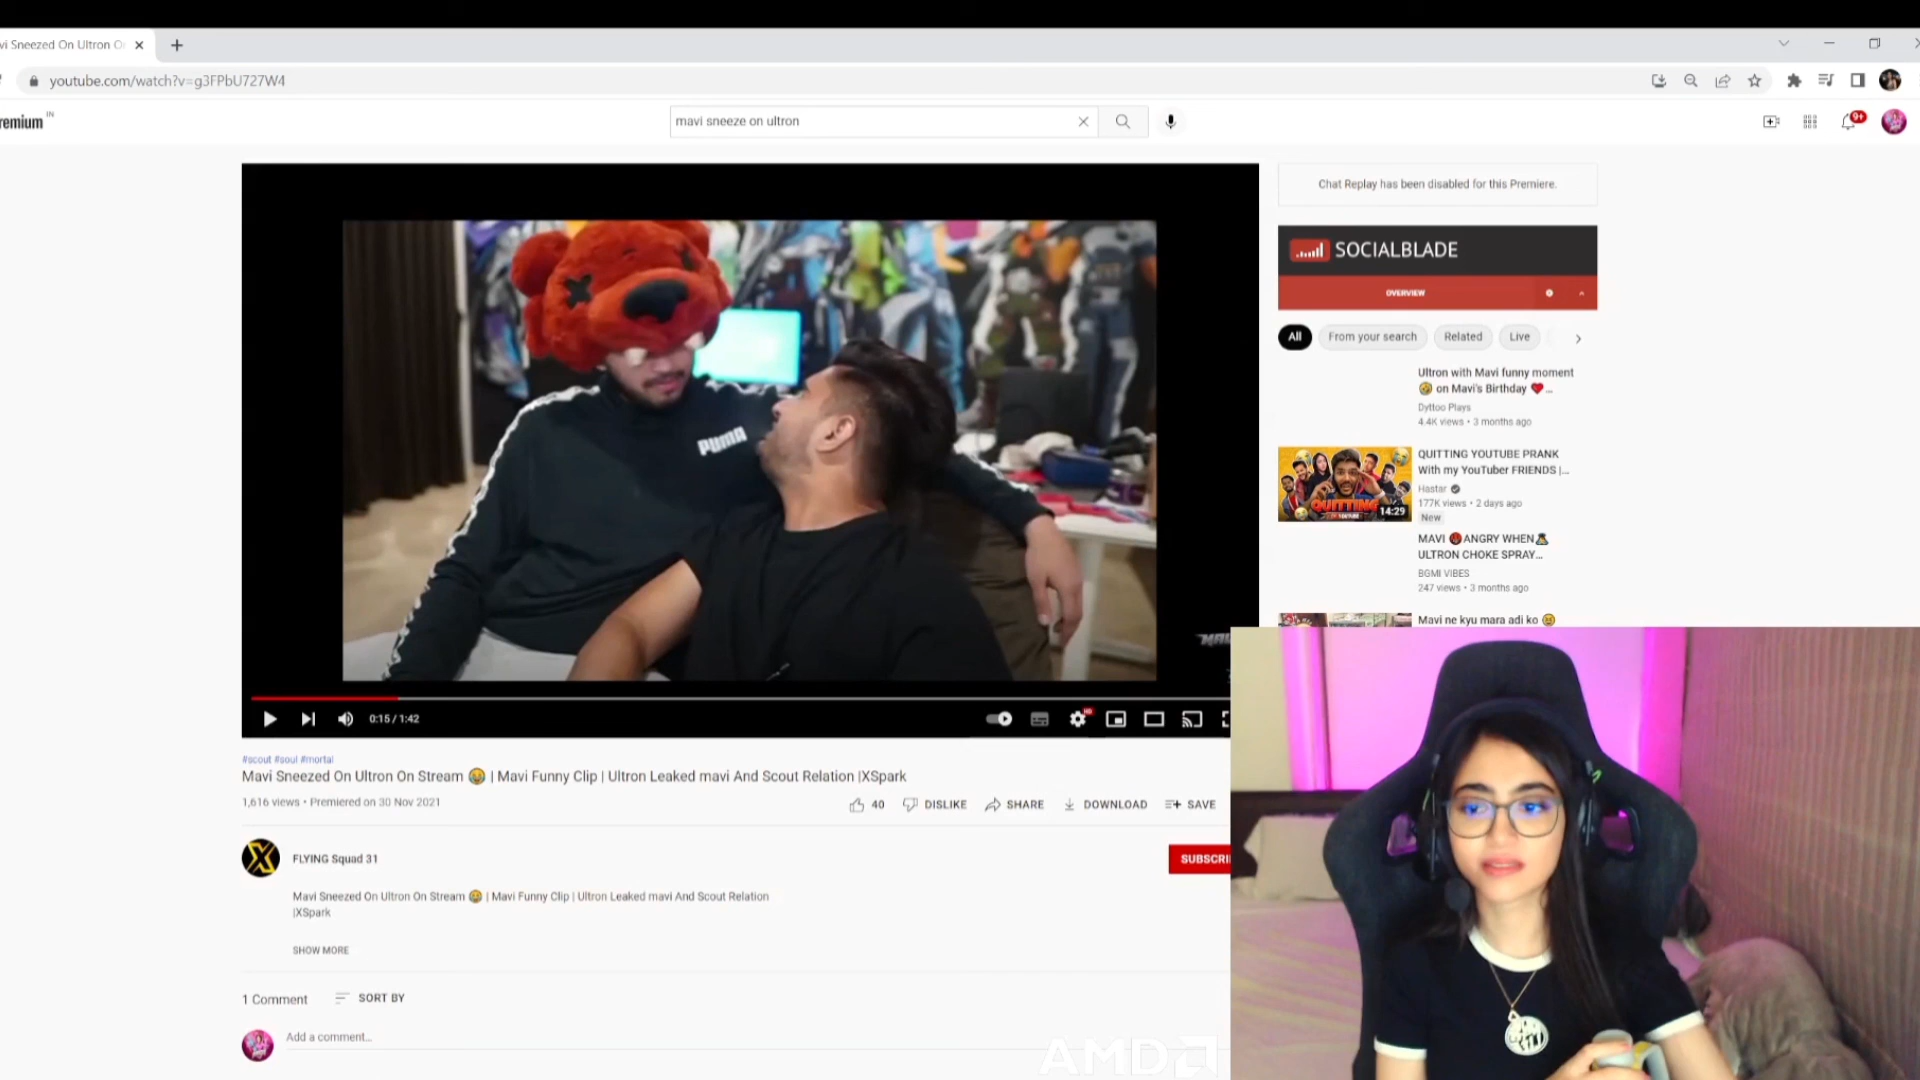 vi Sneezed On Ultron O
youtube.com/watch?v=g3FPbU727W4
remium IN
mavi sneeze on ultron
9+
Chat Replay has been disabled for this Premiere.
SOCIALBLADE
OVERVIEW
All
From your search
Related
Live
PUMA
Ultron with Mavi funny moment
🤣 on Mavi's Birthday ❤️...
Dyttoo Plays
4.4K views • 3 months ago
QUITTING
14:29
QUITTING YOUTUBE PRANK
With my YouTuber FRIENDS |...
Hastar
177K views • 2 days ago
New
MAVI 😡ANGRY WHEN
ULTRON CHOKE SPRAY...
BGMI VIBES
247 views • 3 months ago
Mavi ne kyu mara adi ko 😆
0:15 / 1:42
HD
#scout #soul #mortal
Mavi Sneezed On Ultron On Stream 😂 | Mavi Funny Clip | Ultron Leaked mavi And Scout Relation |XSpark
1,616 views • Premiered on 30 Nov 2021
40
DISLIKE
SHARE
DOWNLOAD
SAVE
FLYING Squad 31
SUBSCRI
Mavi Sneezed On Ultron On Stream 😂 | Mavi Funny Clip | Ultron Leaked mavi And Scout Relation
|XSpark
SHOW MORE
1 Comment
SORT BY
Add a comment...
AMD